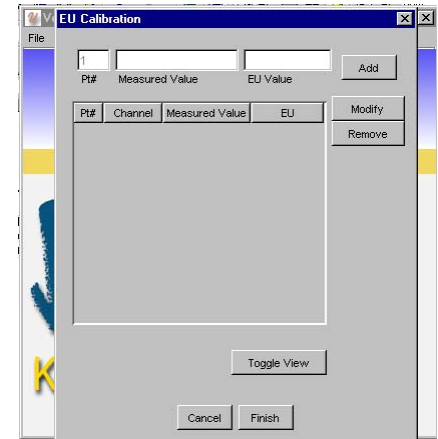 EU Calibration
File
1
Pt# Measured Value EU Value
Add
Pt# Channel Measured Value EU
Modify
Remove
Toggle View
Cancel Finish
K